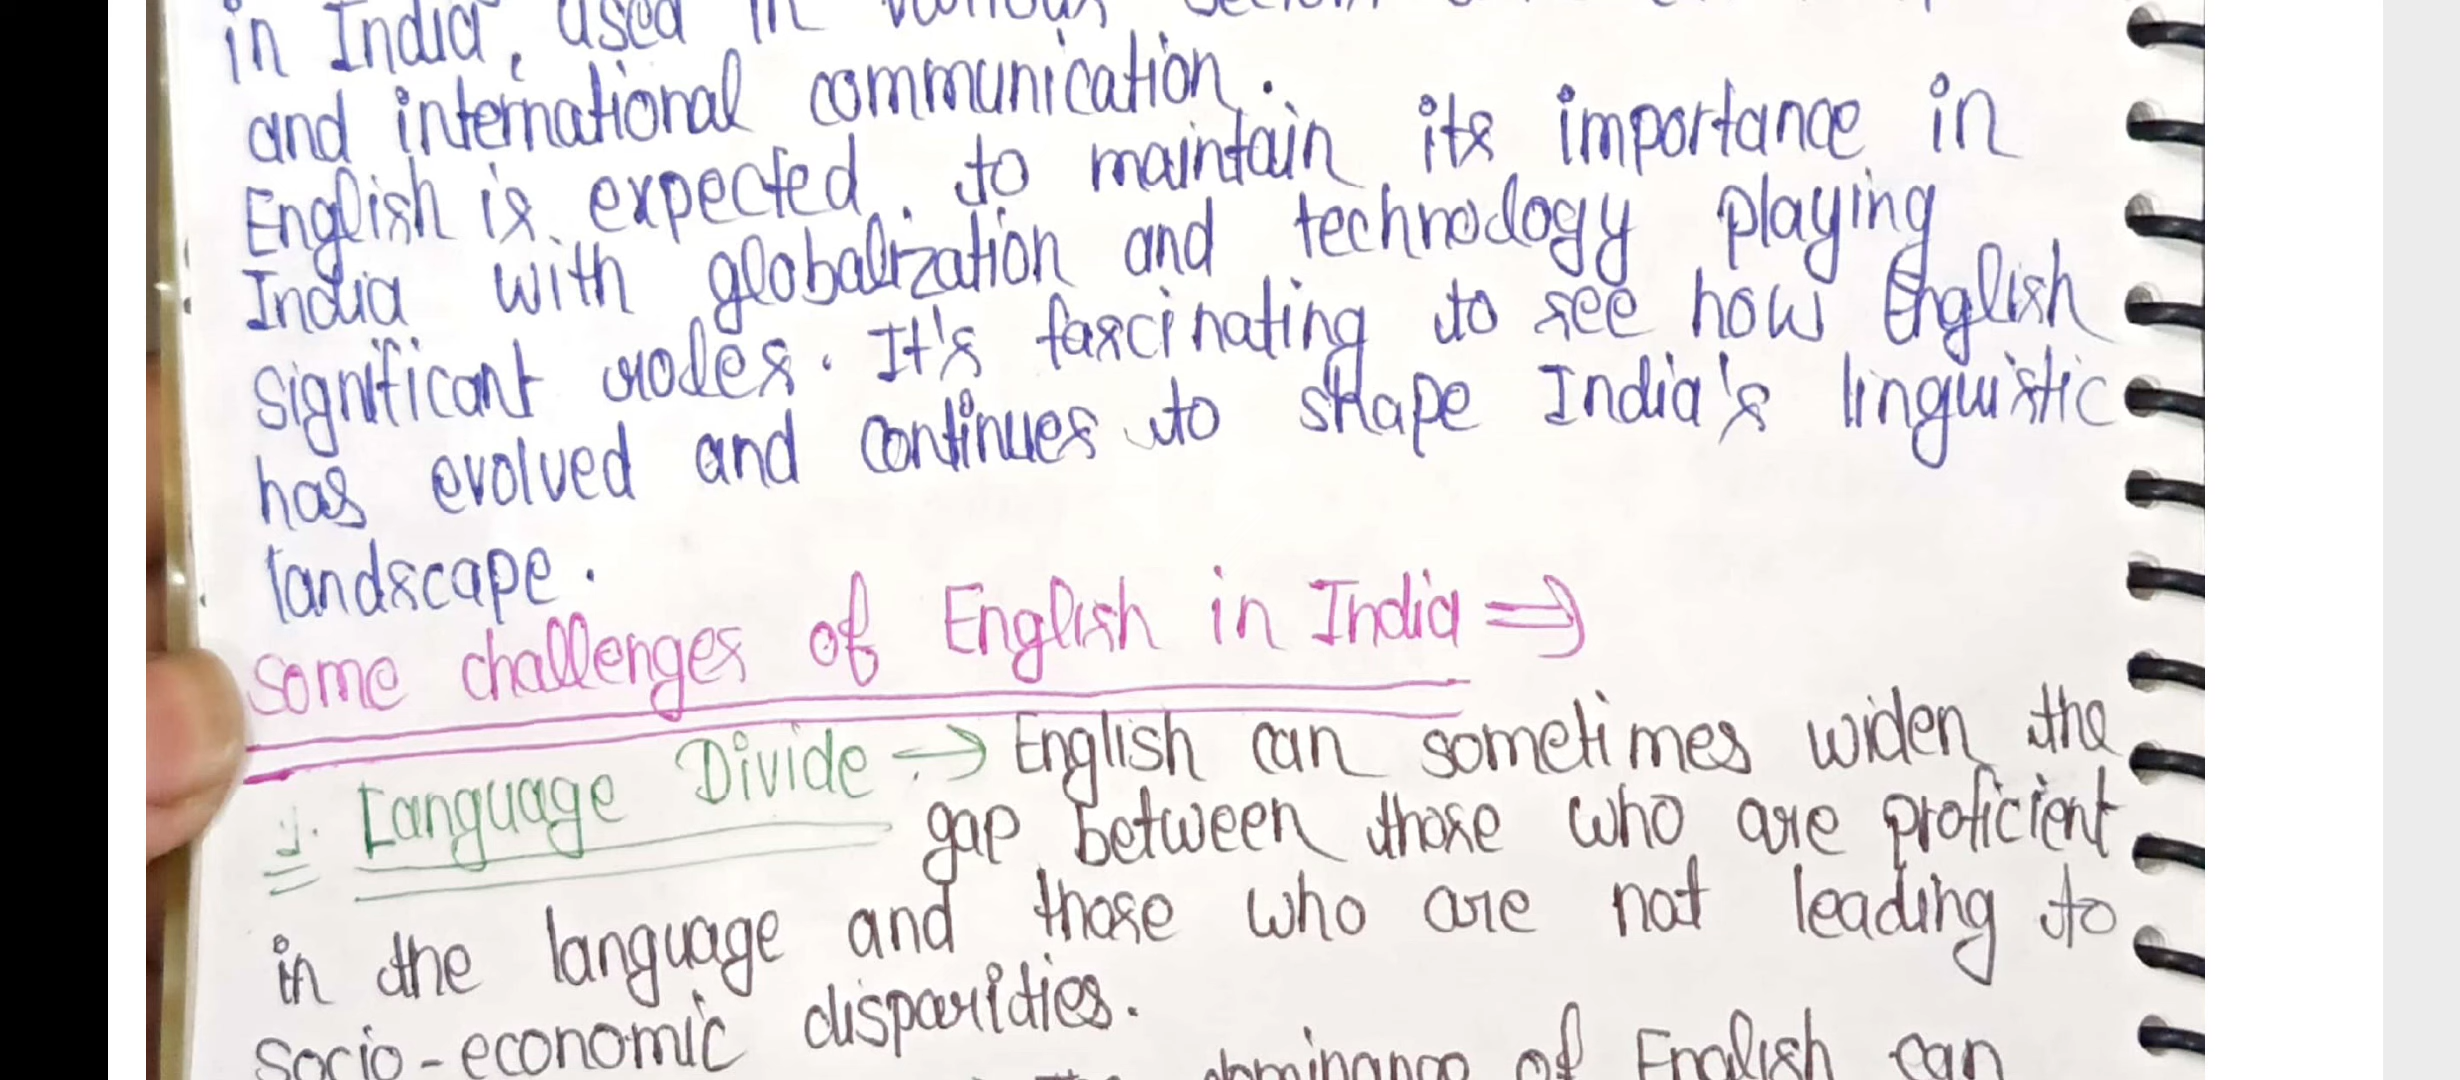 in India, used in various
and international communication.
English is expected to maintain its importance in
India with globalization and technology playing
significant roles. It's fascinating to see how English
has evolved and continues to shape India's linguistic
landscape.
some challenges of English in India ⇒
1. Language Divide → English can sometimes widen the
gap between those who are proficient
in the language and those who are not leading to
socio-economic disparities.
dominance of English can